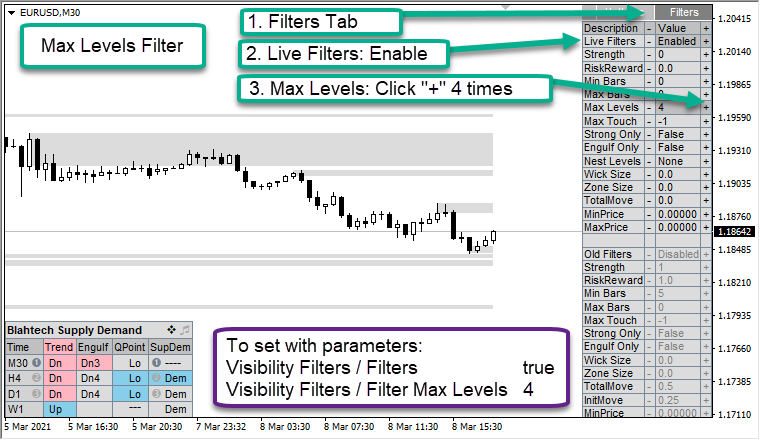 EURUSD,M30
Max Levels Filter
1. Filters Tab
2. Live Filters: Enable
3. Max Levels: Click "+" 4 times
Filters
Description - Value +
Live Filters - Enabled +
Strength - 0 +
RiskReward - 0.0 +
Min Bars - 0 +
Max Bars - 0 +
Max Levels - 4 +
Max Touch - -1 +
Strong Only - False +
Engulf Only - False +
Nest Levels - None +
Wick Size - 0.0 +
Zone Size - 0.0 +
TotalMove - 0.0 +
MinPrice - 0.00000 +
MaxPrice - 0.00000 +
Old Filters - Disabled +
Strength - 1 +
RiskReward - 1.0 +
Min Bars - 5 +
Max Bars - 0 +
Max Touch - -1 +
Strong Only - False +
Engulf Only - False +
Wick Size - 0.0 +
Zone Size - 0.0 +
TotalMove - 0.5 +
InitMove - 0.25 +
MinPrice - 0.00000 +
1.20415
1.20140
1.19865
1.19590
1.19310
1.19035
1.18760
1.18642
1.18485
1.18210
1.17935
1.17660
1.17385
1.17110
Blahtech Supply Demand
Time Trend Engulf QPoint SupDem
M30 1 Dn Dn3 Lo 1 ----
H4 2 Dn Dn4 Lo 2 Dem
D1 3 Dn Dn4 Lo 3 Dem
W1 Up --- Dem
To set with parameters:
Visibility Filters / Filters true
Visibility Filters / Filter Max Levels 4
5 Mar 2021
5 Mar 16:30
5 Mar 20:30
7 Mar 23:32
8 Mar 03:30
8 Mar 07:30
8 Mar 11:30
8 Mar 15:30